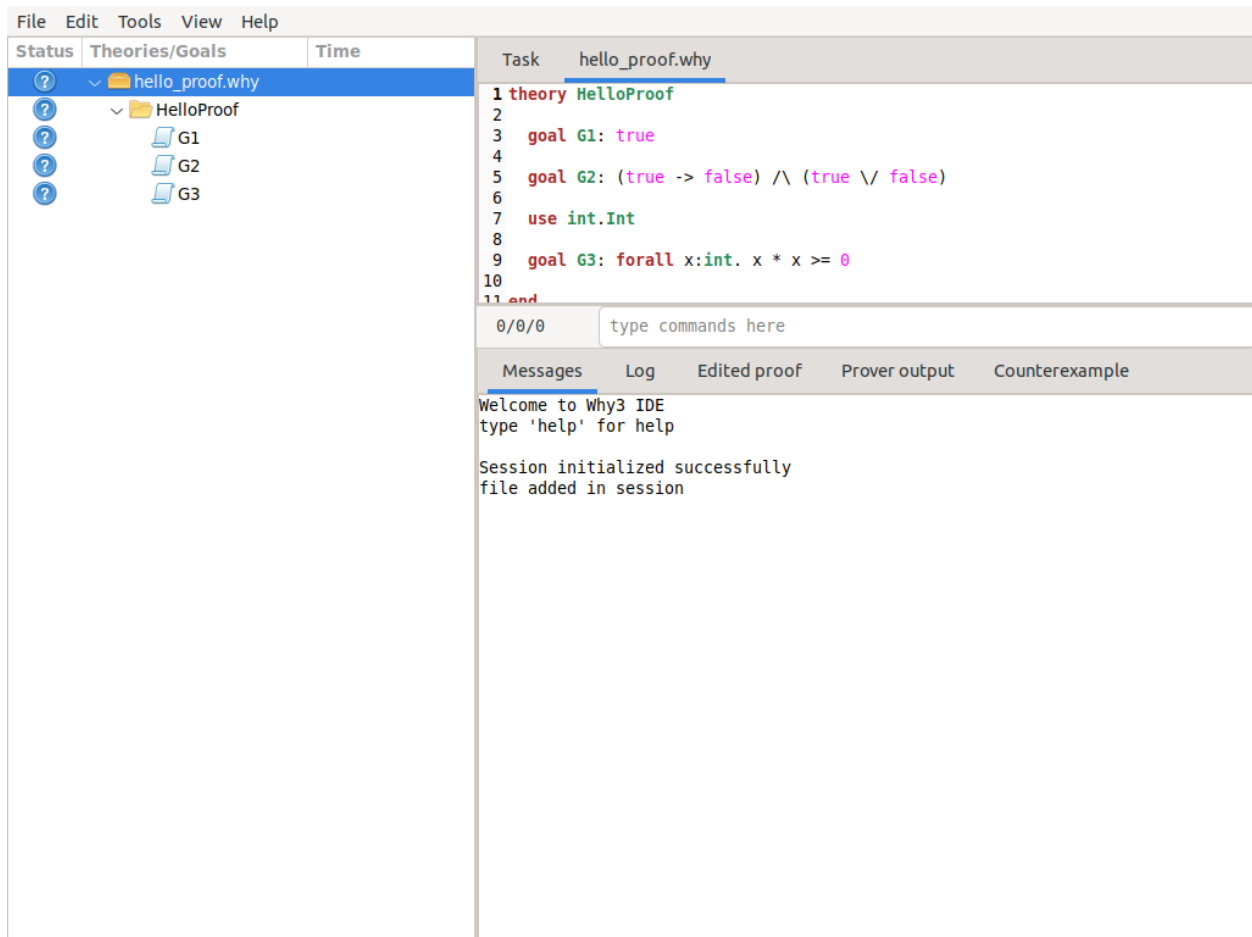 File Edit Tools View Help
Status Theories/Goals Time
hello_proof.why
HelloProof
G1
G2
G3
Task hello_proof.why
1 theory HelloProof
2
3   goal G1: true
4
5   goal G2: (true -> false) /\ (true \/ false)
6
7   use int.Int
8
9   goal G3: forall x:int. x * x >= 0
10
11 end
0/0/0 type commands here
Messages Log Edited proof Prover output Counterexample
Welcome to Why3 IDE
type 'help' for help
Session initialized successfully
file added in session